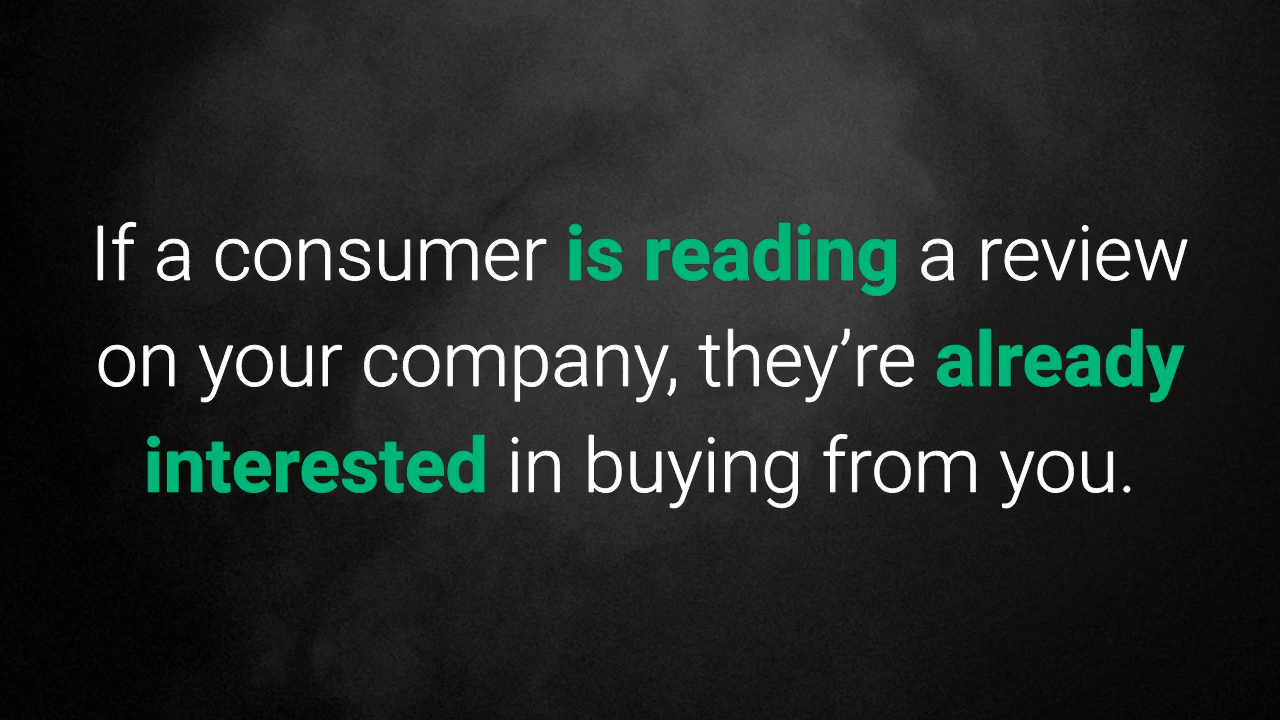 If a consumer is reading a review
on your company, they’re already
interested in buying from you.